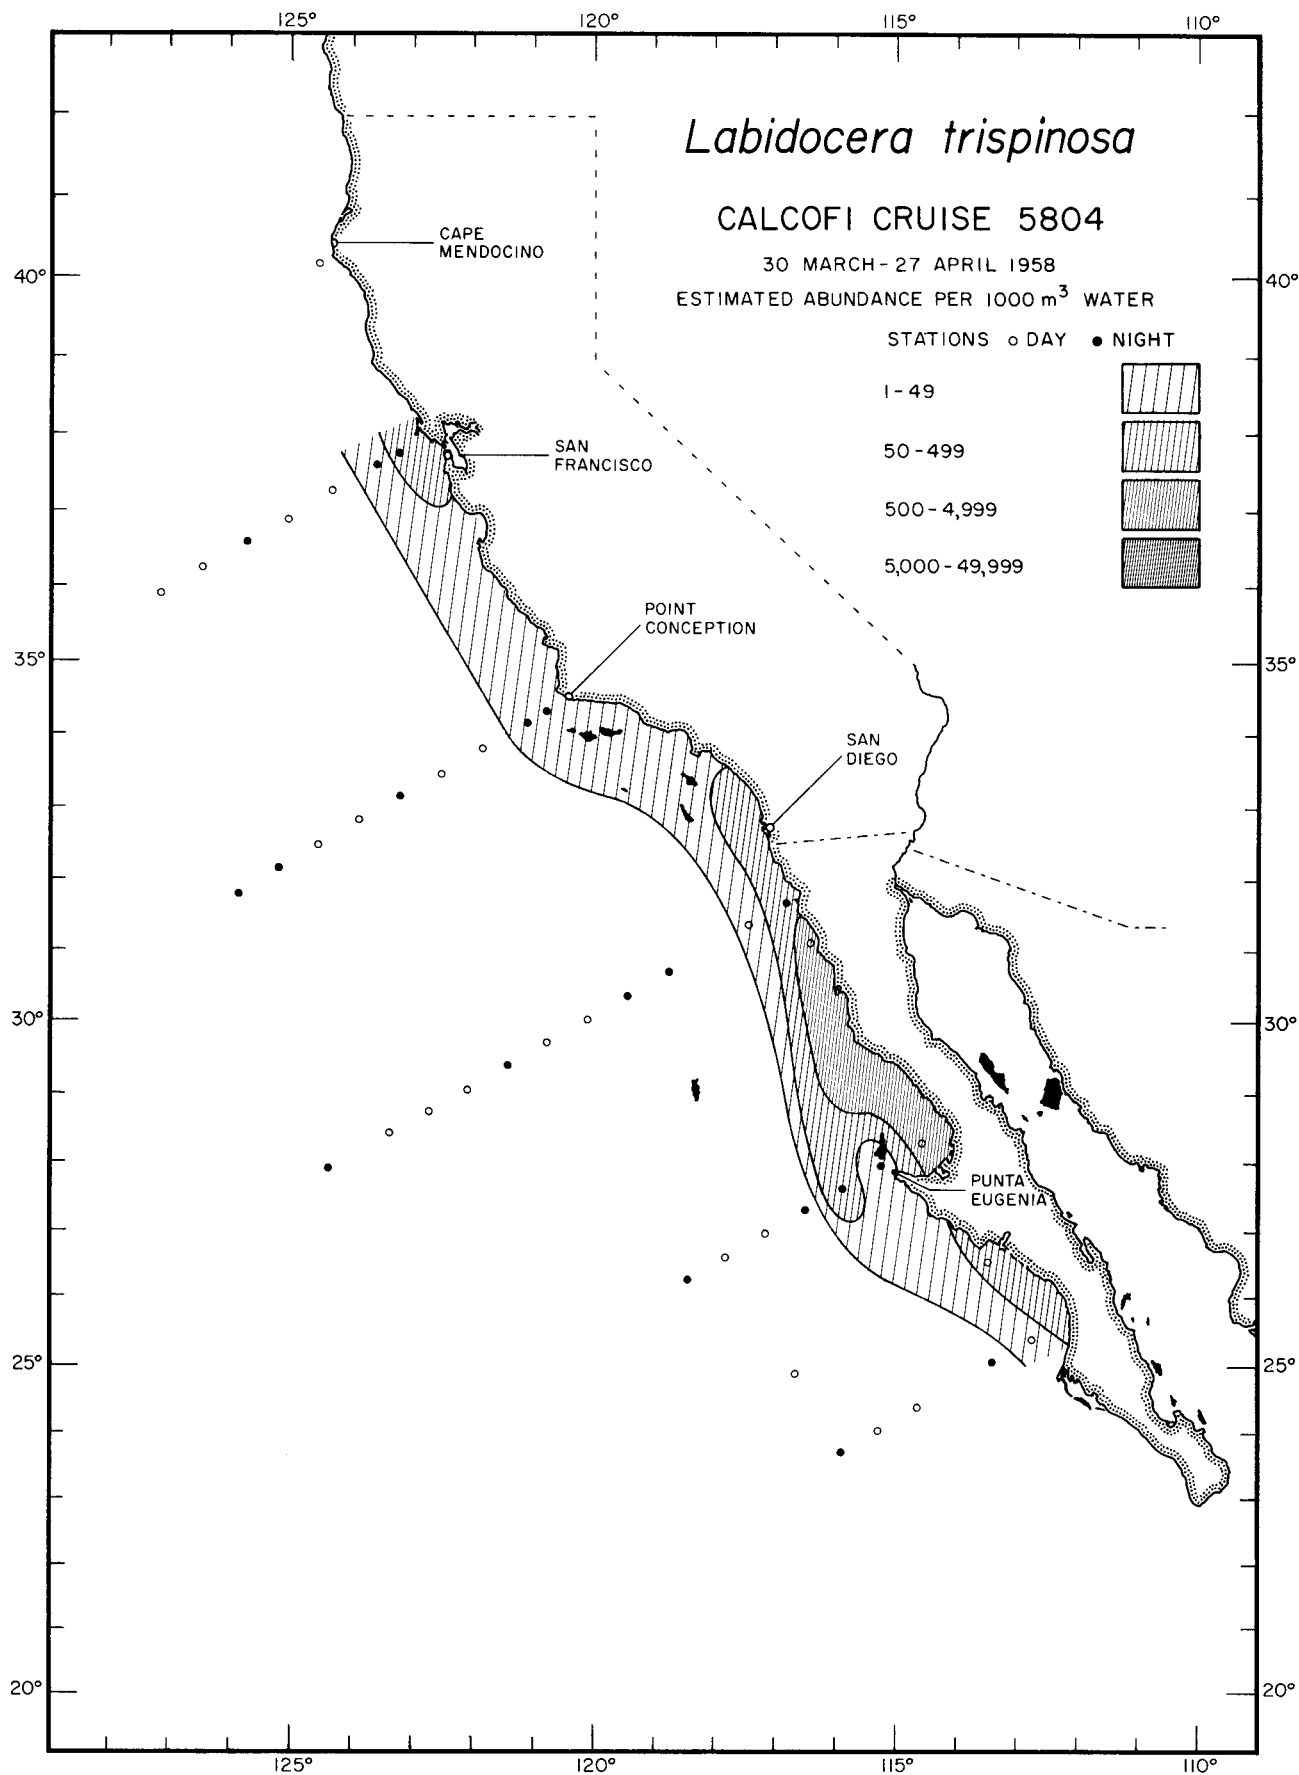 125°
120°
115°
110°
Labidocera trispinosa
CALCOFI CRUISE 5804
30 MARCH-27 APRIL 1958
ESTIMATED ABUNDANCE PER 1000 m³ WATER
STATIONS ○ DAY ● NIGHT
1-49
50-499
500-4,999
5,000-49,999
CAPE
MENDOCINO
40°
40°
SAN
FRANCISCO
POINT
CONCEPTION
35°
35°
SAN
DIEGO
30°
30°
PUNTA
EUGENIA
25°
25°
20°
20°
125°
120°
115°
110°